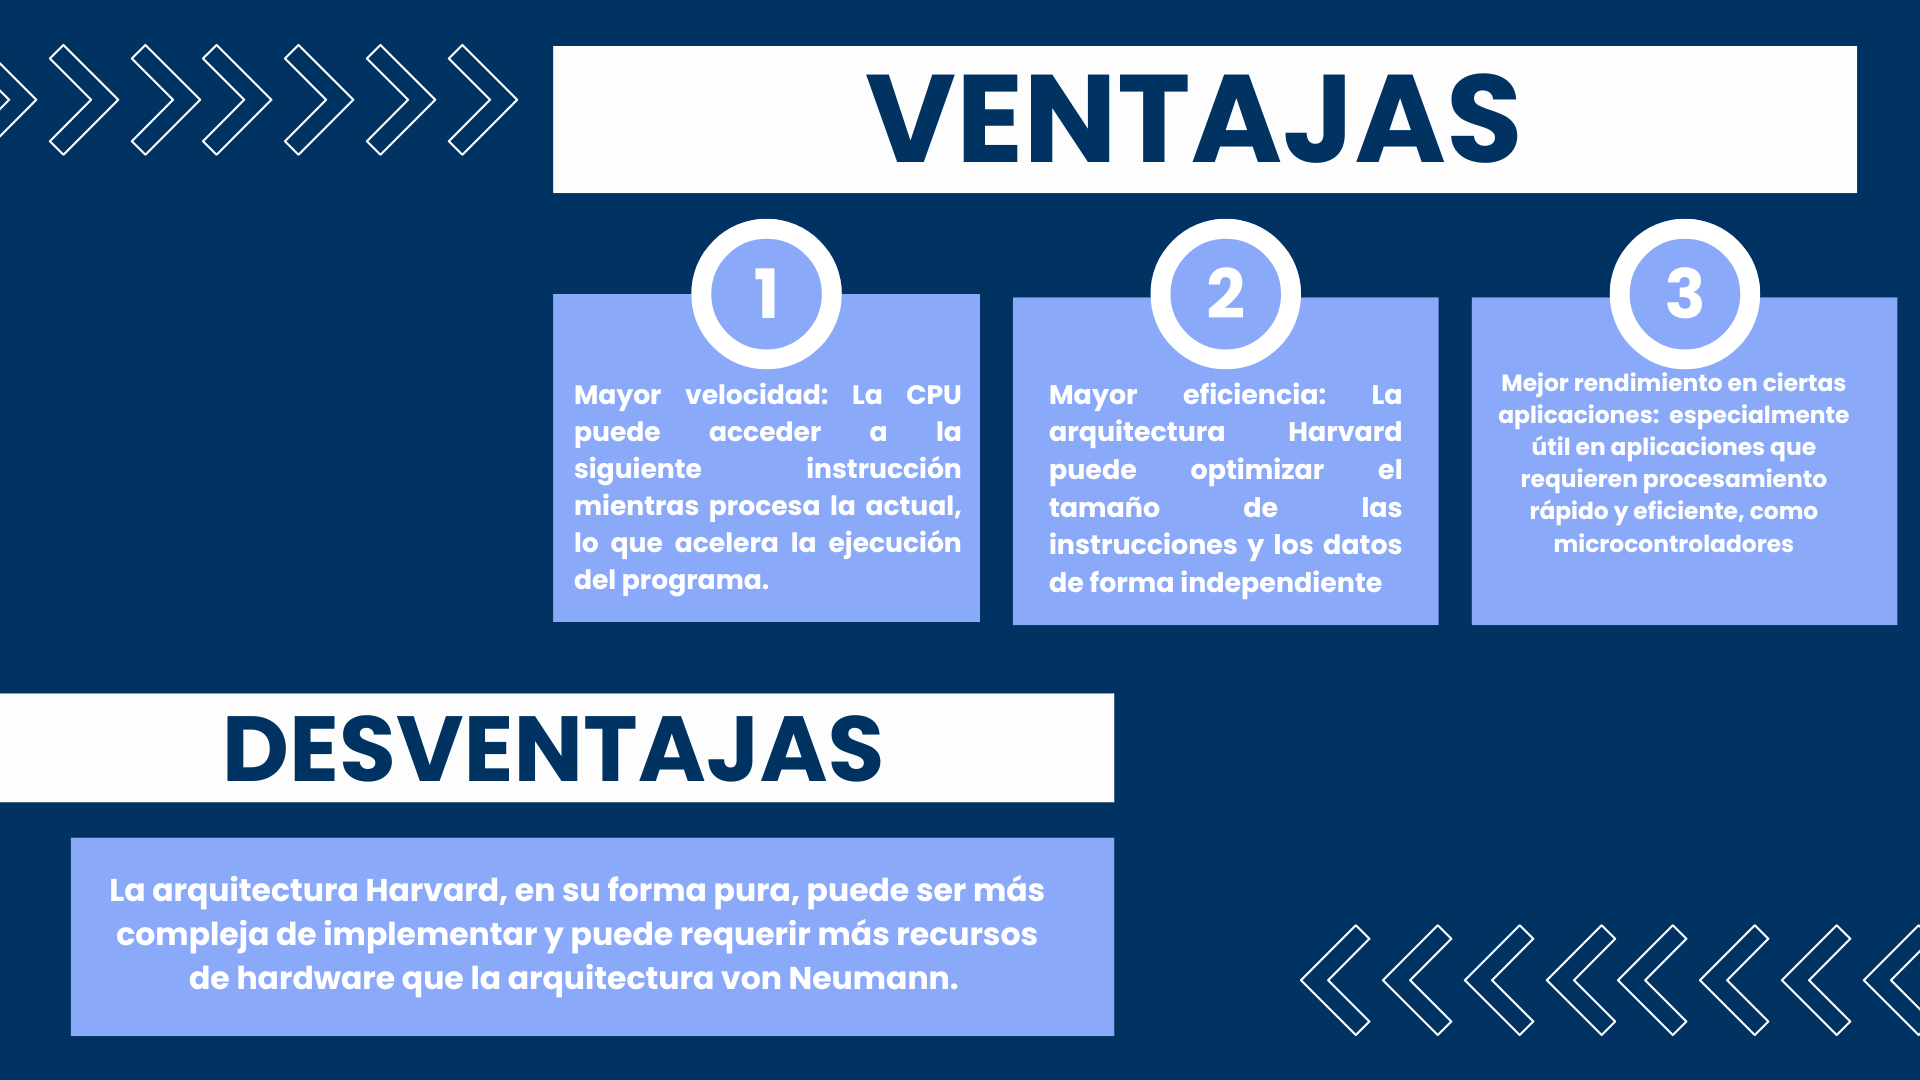 VENTAJAS
1
Mayor velocidad: La CPU
puede acceder a la
siguiente instrucción
mientras procesa la actual,
lo que acelera la ejecución
del programa.
2
Mayor eficiencia: La
arquitectura Harvard
puede optimizar el
tamaño de las
instrucciones y los datos
de forma independiente
3
Mejor rendimiento en ciertas
aplicaciones: especialmente
útil en aplicaciones que
requieren procesamiento
rápido y eficiente, como
microcontroladores
DESVENTAJAS
La arquitectura Harvard, en su forma pura, puede ser más
compleja de implementar y puede requerir más recursos
de hardware que la arquitectura von Neumann.